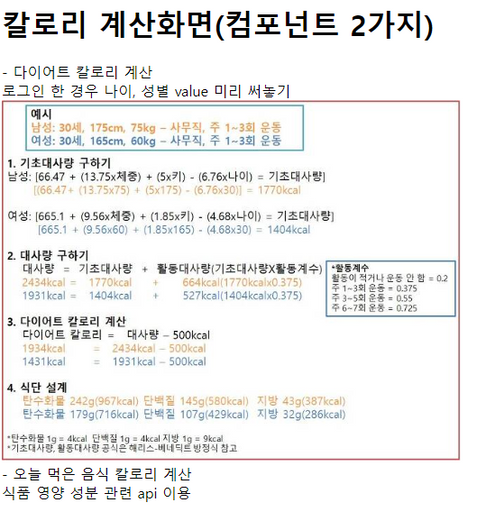 칼로리 계산화면(컴포넌트 2가지)
- 다이어트 칼로리 계산
로그인 한 경우 나이, 성별 value 미리 써놓기
예시
남성: 30세, 175cm, 75kg – 사무직, 주 1~3회 운동
여성: 30세, 165cm, 60kg – 사무직, 주 1~3회 운동
1. 기초대사량 구하기
남성: [66.47 + (13.75x체중) + (5x키) - (6.76x나이) = 기초대사량]
[(66.47+ (13.75x75) + (5x175) - (6.76x30)] = 1770kcal
여성: [665.1 + (9.56x체중) + (1.85x키) - (4.68x나이) = 기초대사량]
[665.1 + (9.56x60) + (1.85x165) - (4.68x30) = 1404kcal
2. 대사량 구하기
대사량 = 기초대사량 + 활동대사량(기초대사량X활동계수)
2434kcal = 1770kcal + 664kcal(1770kcalx0.375)
1931kcal = 1404kcal + 527kcal(1404kcalx0.375)
*활동계수
활동이 적거나 운동 안 함 = 0.2
주 1~3회 운동 = 0.375
주 3~5회 운동 = 0.55
주 6~7회 운동 = 0.725
3. 다이어트 칼로리 계산
다이어트 칼로리 = 대사량 – 500kcal
1934kcal = 2434kcal – 500kcal
1431kcal = 1931kcal – 500kcal
4. 식단 설계
탄수화물 242g(967kcal) 단백질 145g(580kcal) 지방 43g(387kcal)
탄수화물 179g(716kcal) 단백질 107g(429kcal) 지방 32g(286kcal)
*탄수화물 1g = 4kcal 단백질 1g = 4kcal 지방 1g = 9kcal
*기초대사량, 활동대사량 공식은 해리스-베네딕트 방정식 참고
- 오늘 먹은 음식 칼로리 계산
식품 영양 성분 관련 api 이용